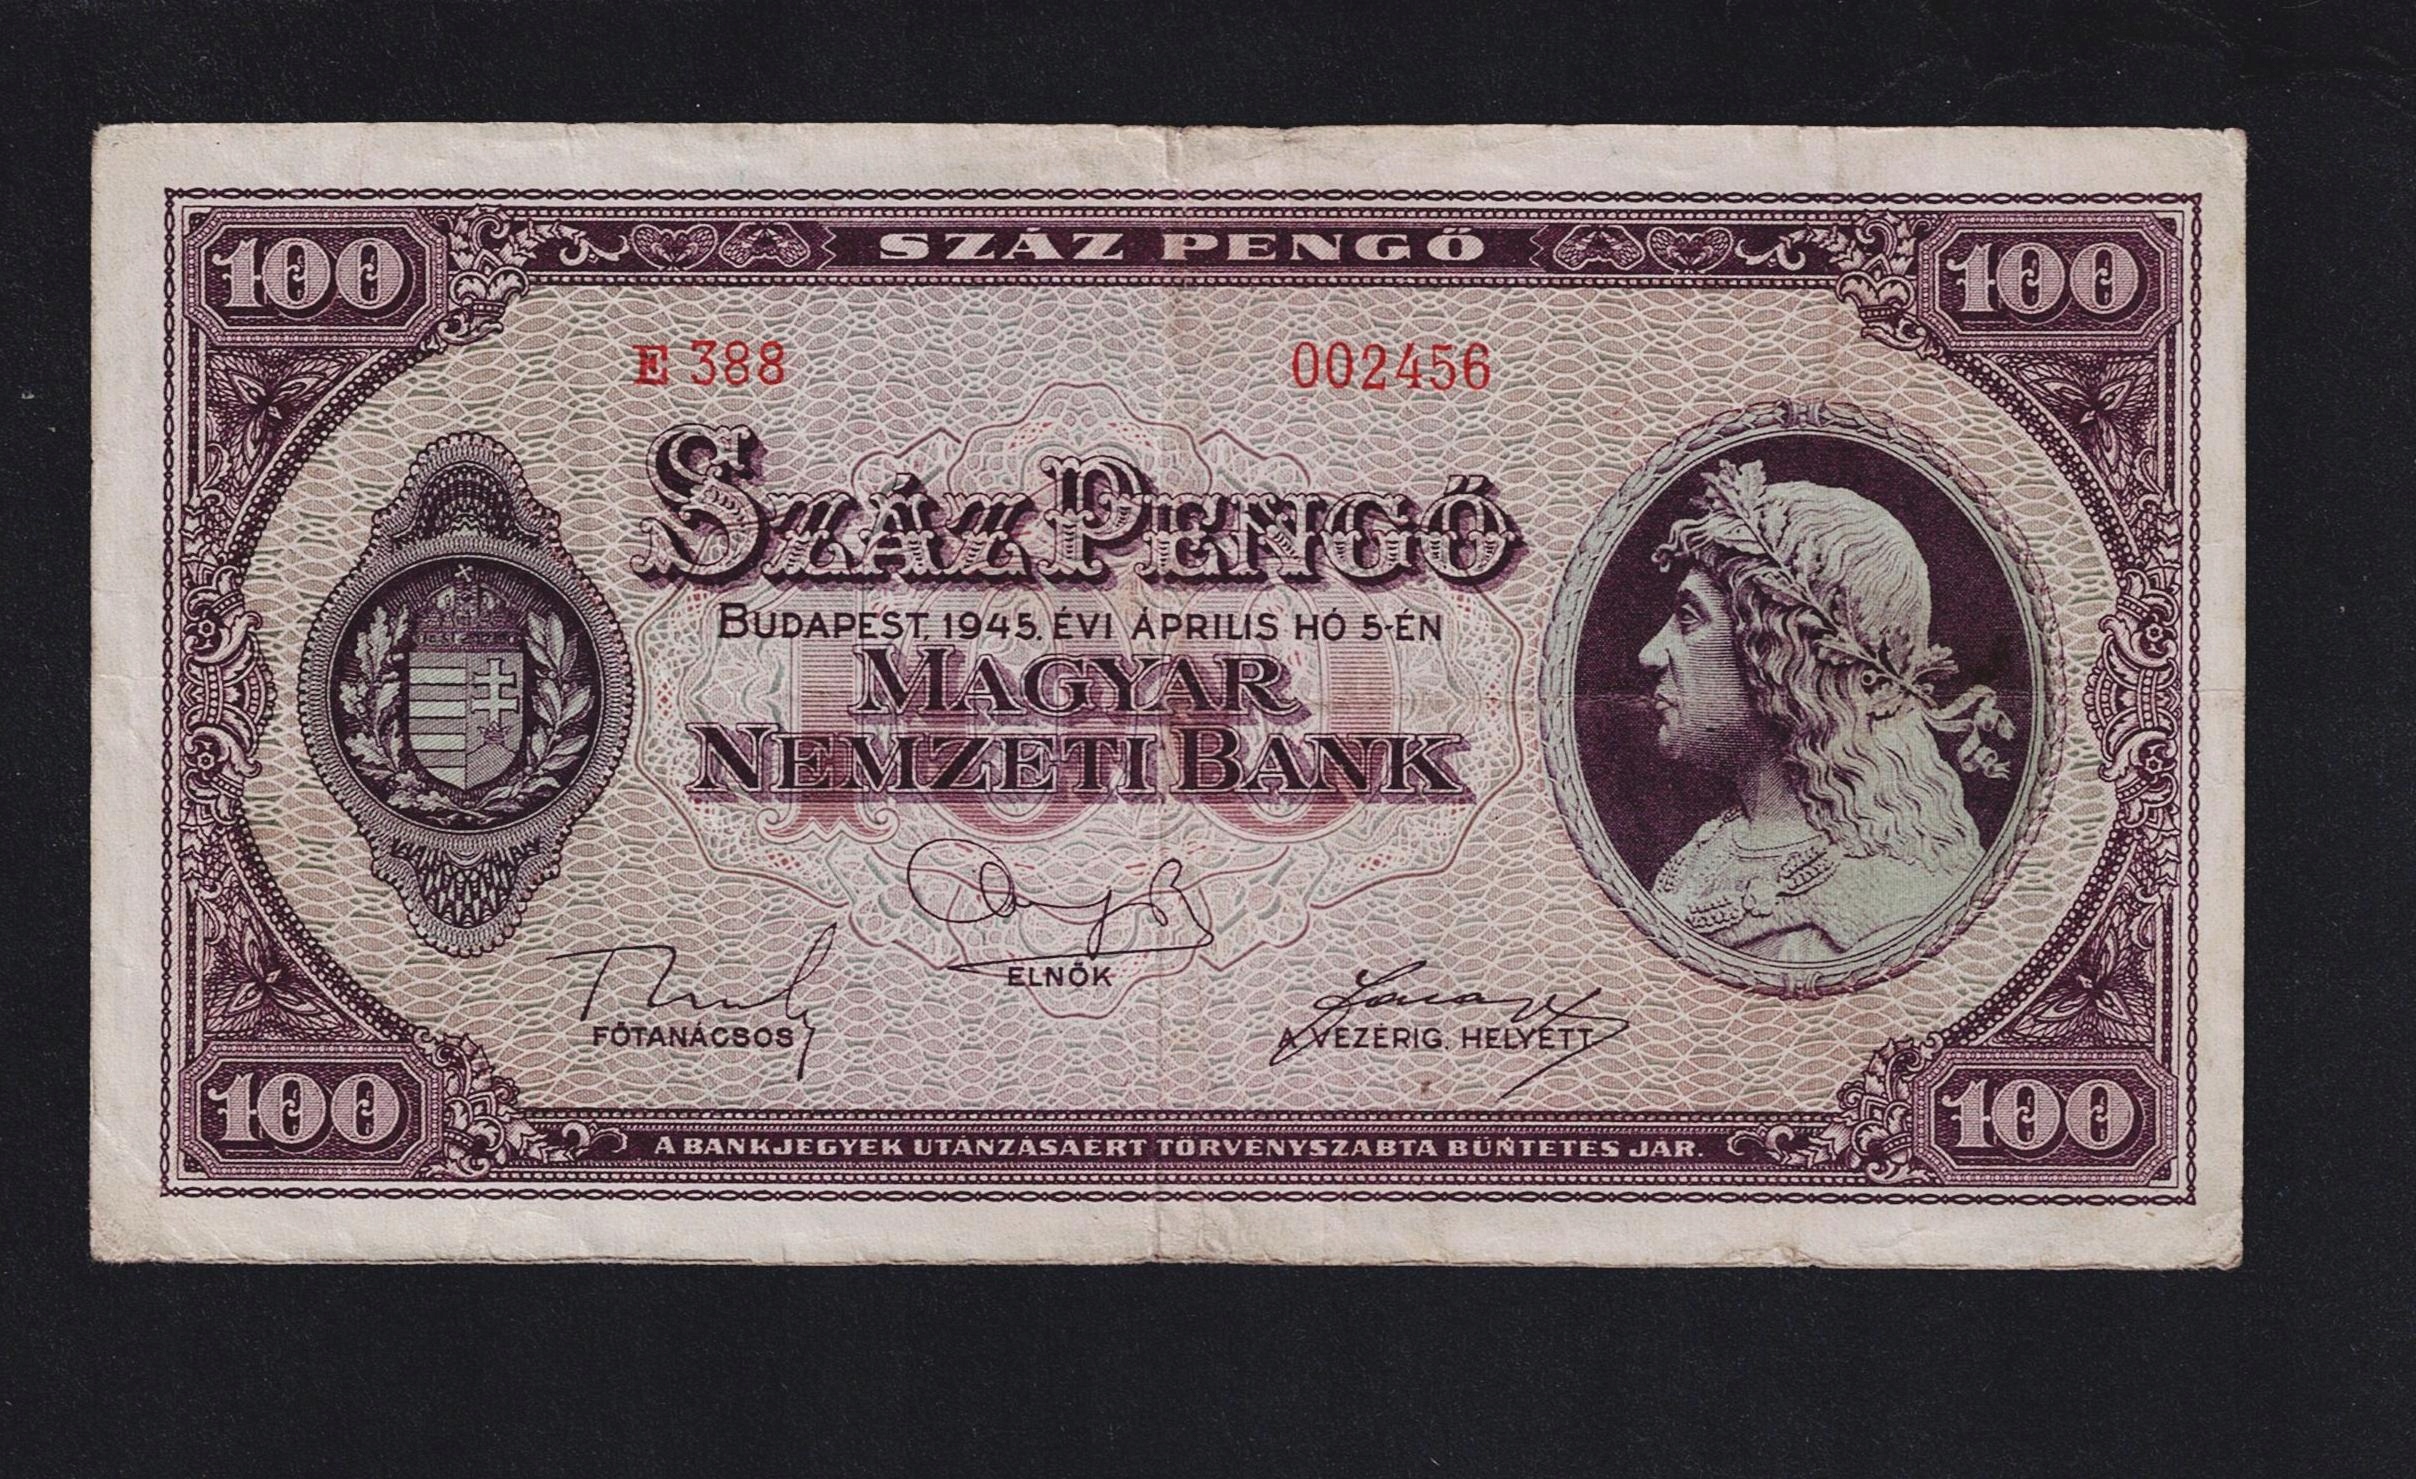 100 SZÁZ PENGŐ 100
E 388 002456
SZÁZ PENGŐ
BUDAPEST, 1945. ÉVI ÁPRILIS HÓ 5-ÉN
MAGYAR
NEMZETI BANK
ELNÖK
FŐTANÁCSOS
A VEZÉRIG. HELYETT
100 A BANKJEGYEK UTÁNZÁSÁÉRT TÖRVÉNYSZABTA BÜNTETÉS JÁR. 100